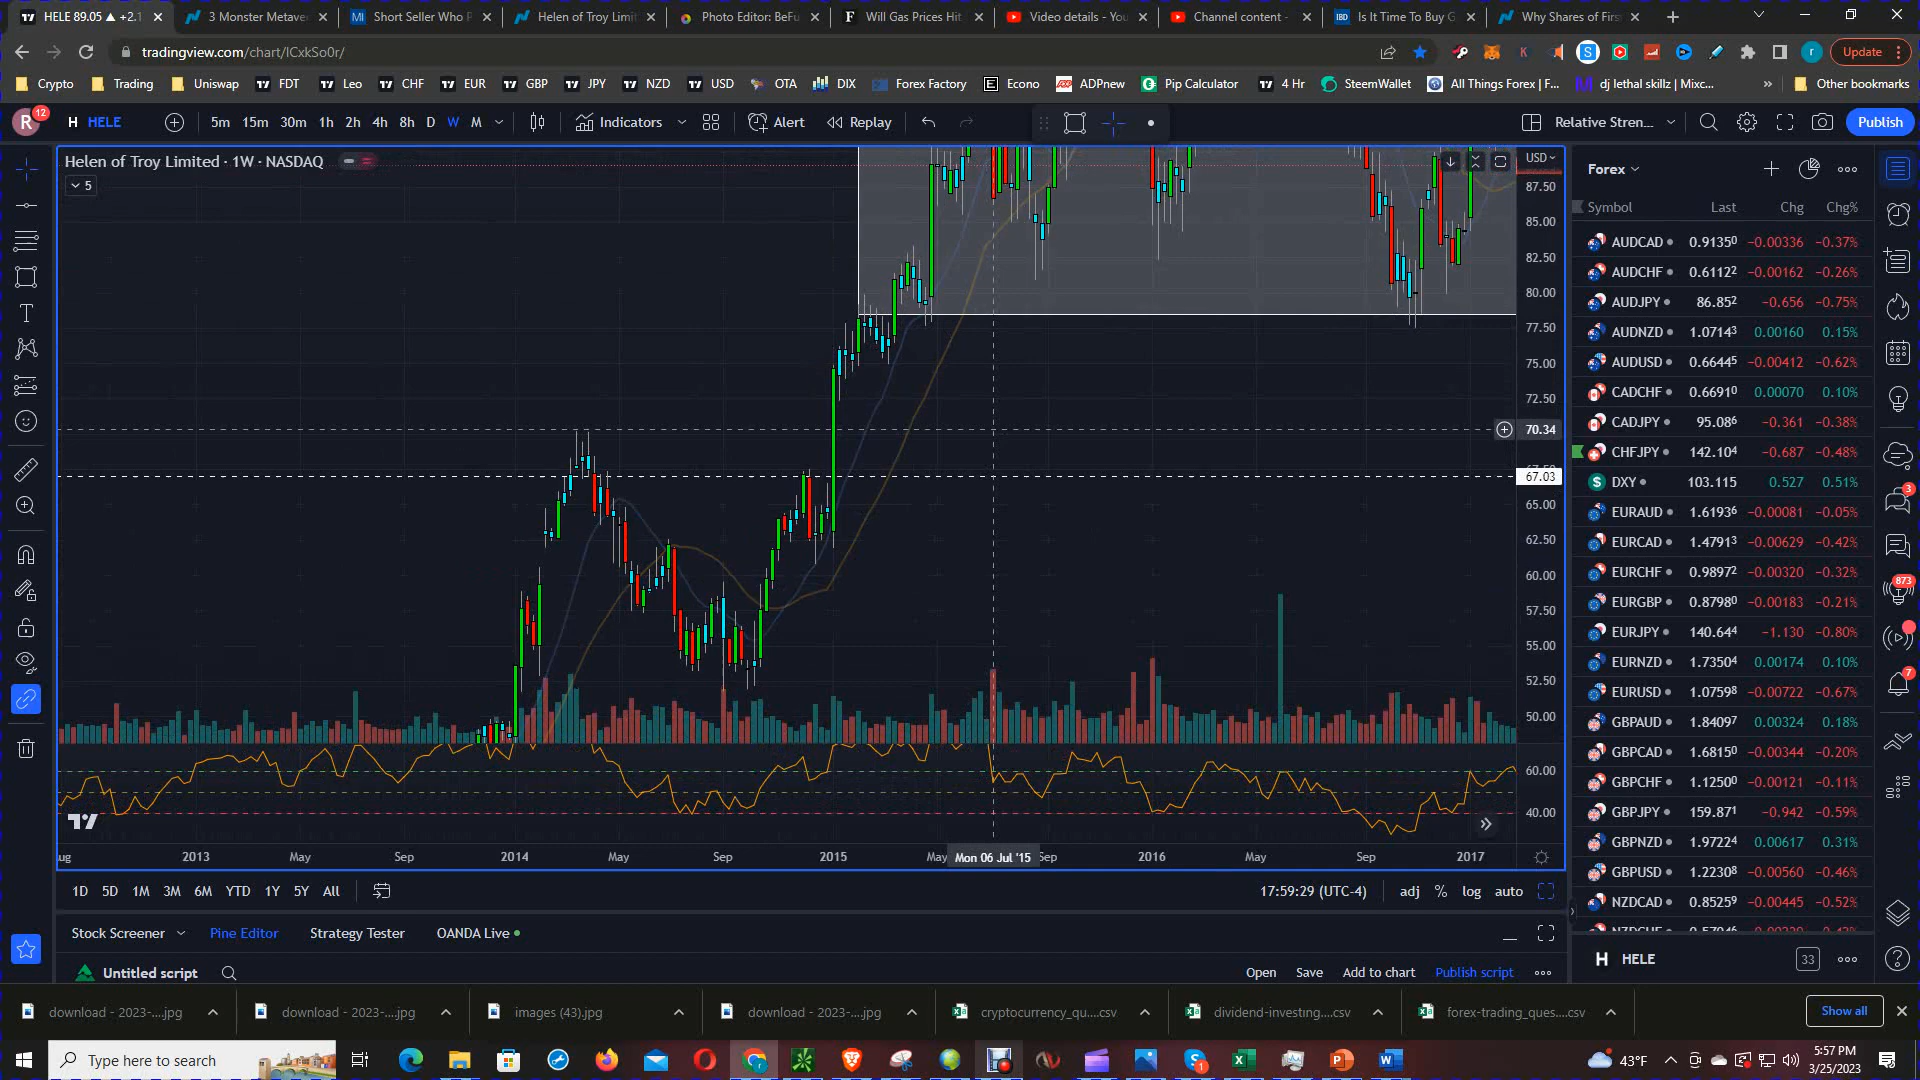 HELE 89.05 ▲ +2.1
3 Monster Metaver
Short Seller Who P
Helen of Troy Limit
Photo Editor: BeFu
Will Gas Prices Hit
Video details - You
Channel content -
Is It Time To Buy G
Why Shares of Firs
tradingview.com/chart/ICxkSo0r/
Update
Crypto
Trading
Uniswap
FDT
Leo
CHF
EUR
GBP
JPY
NZD
USD
OTA
DIX
Forex Factory
Econo
ADPnew
Pip Calculator
4 Hr
SteemWallet
All Things Forex | F...
dj lethal skillz | Mixc...
Other bookmarks
R 12
H HELE
5m 15m 30m 1h 2h 4h 8h D W M
Indicators
Alert
Replay
Relative Stren...
Publish
Helen of Troy Limited · 1W · NASDAQ
5
USD
87.50
85.00
82.50
80.00
77.50
75.00
72.50
70.34
67.03
65.00
62.50
60.00
57.50
55.00
52.50
50.00
60.00
40.00
2013 May Sep 2014 May Sep 2015 May Mon 06 Jul '15 Sep 2016 May Sep 2017
1D 5D 1M 3M 6M YTD 1Y 5Y All
17:59:29 (UTC-4) adj % log auto
Stock Screener
Pine Editor
Strategy Tester
OANDA Live
Untitled script
Open Save Add to chart Publish script
Forex
Symbol Last Chg Chg%
AUDCAD 0.91350 −0.00336 −0.37%
AUDCHF 0.61122 −0.00162 −0.26%
AUDJPY 86.852 −0.656 −0.75%
AUDNZD 1.07143 0.00160 0.15%
AUDUSD 0.66445 −0.00412 −0.62%
CADCHF 0.66910 0.00070 0.10%
CADJPY 95.086 −0.361 −0.38%
CHFJPY 142.104 −0.687 −0.48%
DXY 103.115 0.527 0.51%
EURAUD 1.61936 −0.00081 −0.05%
EURCAD 1.47913 −0.00629 −0.42%
EURCHF 0.98972 −0.00320 −0.32%
EURGBP 0.87980 −0.00183 −0.21%
EURJPY 140.644 −1.130 −0.80%
EURNZD 1.73504 0.00174 0.10%
EURUSD 1.07598 −0.00722 −0.67%
GBPAUD 1.84097 0.00324 0.18%
GBPCAD 1.68150 −0.00344 −0.20%
GBPCHF 1.12500 −0.00121 −0.11%
GBPJPY 159.871 −0.942 −0.59%
GBPNZD 1.97224 0.00617 0.31%
GBPUSD 1.22308 −0.00560 −0.46%
NZDCAD 0.85259 −0.00445 −0.52%
H HELE 33
3
873
7
download - 2023-....jpg
download - 2023-....jpg
images (43).jpg
download - 2023-....jpg
cryptocurrency_qu....csv
dividend-investing....csv
forex-trading_ques....csv
Show all
Type here to search
43°F
5:57 PM
3/25/2023